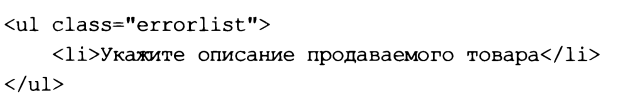 <ul class="errorlist">
    <li>Укажите описание продаваемого товара</li>
</ul>